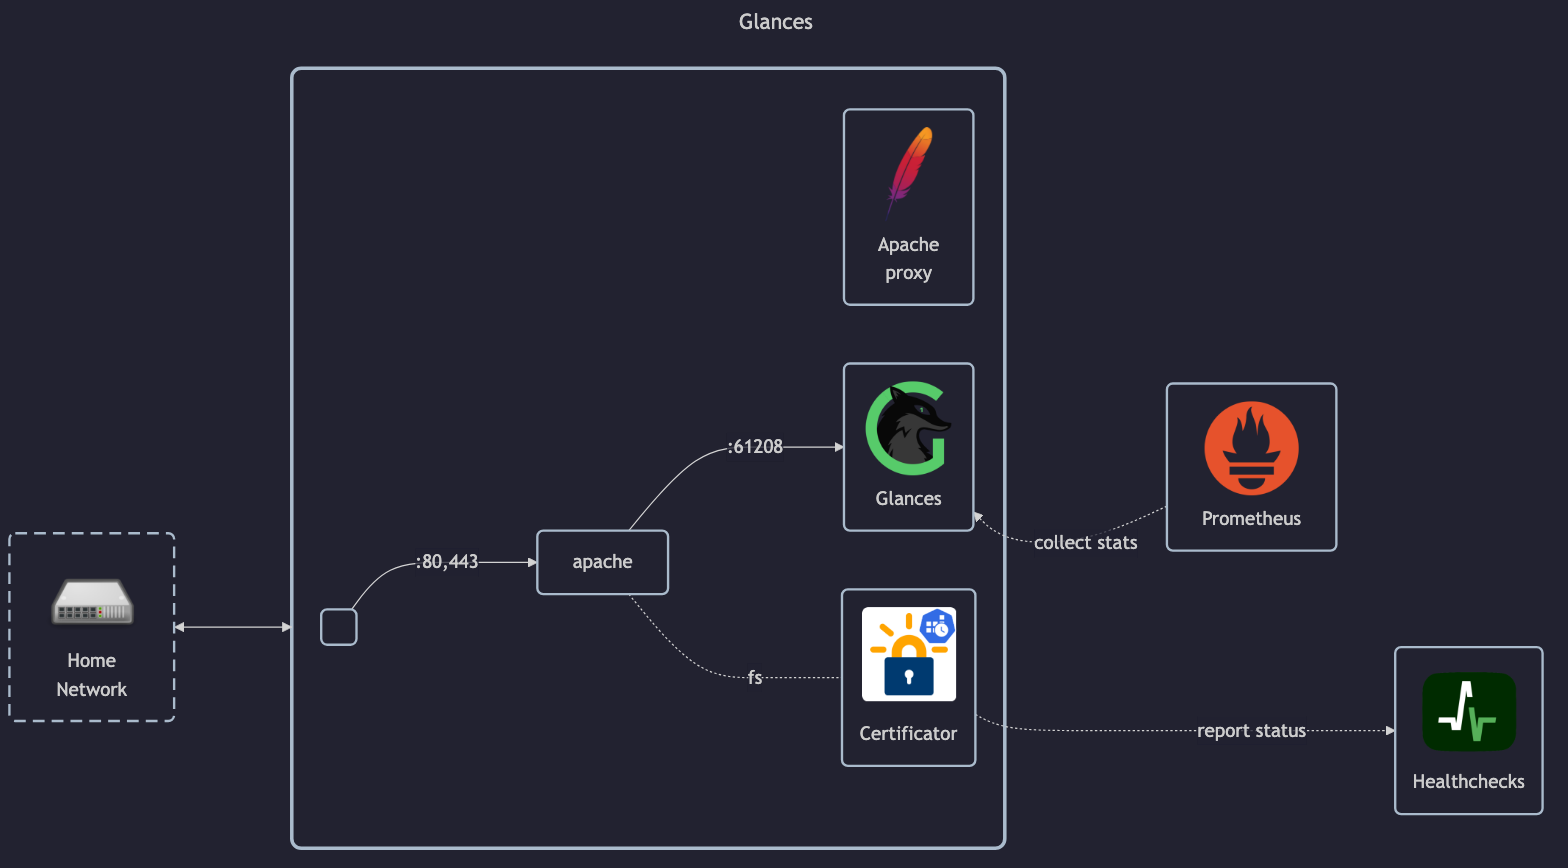 Glances
Apache
proxy
:61208
Glances
Prometheus
collect stats
:80,443
apache
Home
Network
fs
Certificator
report status
Healthchecks